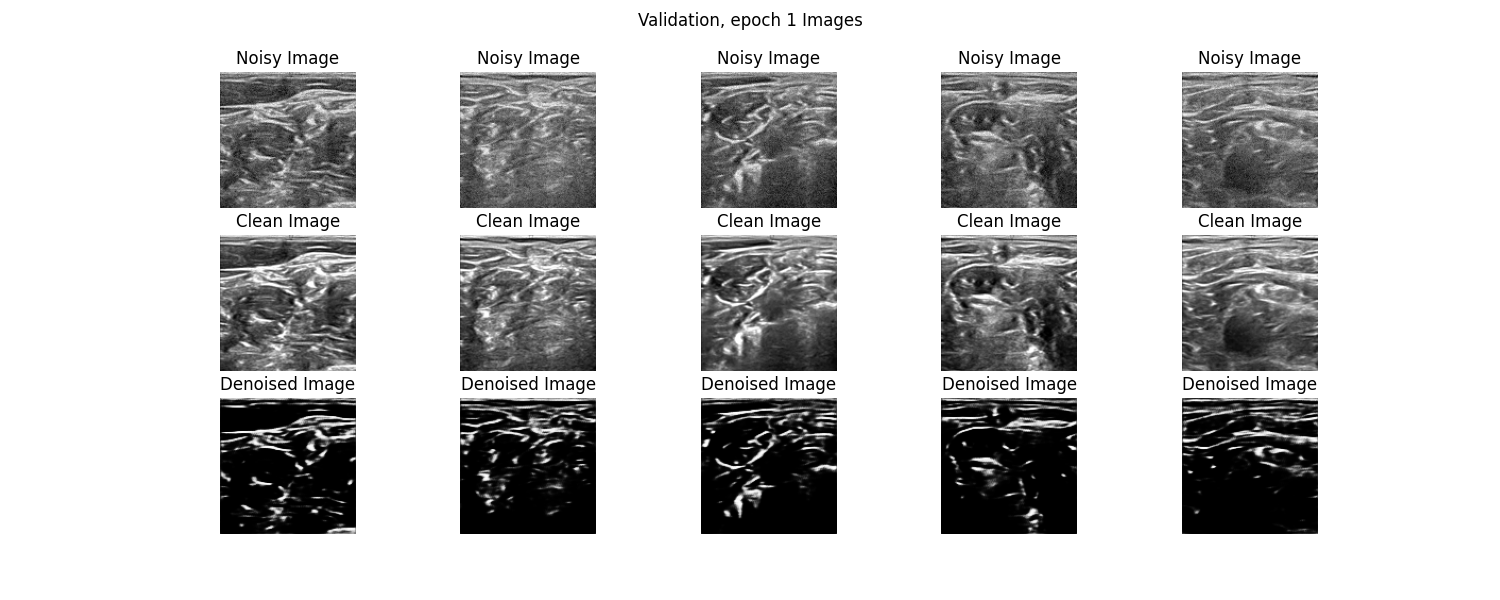 Validation, epoch 1 Images
Noisy Image Noisy Image Noisy Image Noisy Image Noisy Image
Clean Image Clean Image Clean Image Clean Image Clean Image
Denoised Image Denoised Image Denoised Image Denoised Image Denoised Image